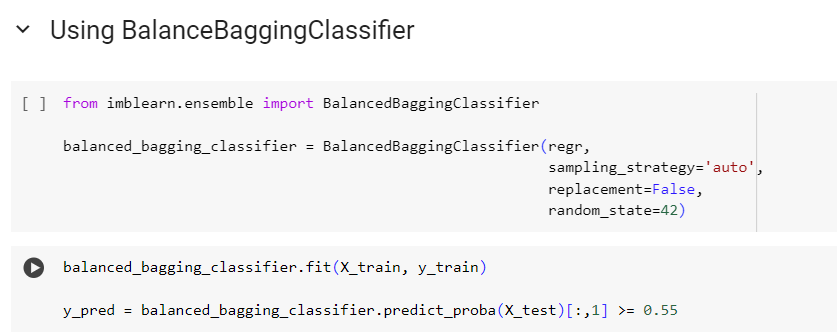 Using BalanceBaggingClassifier
[ ] from imblearn.ensemble import BalancedBaggingClassifier
balanced_bagging_classifier = BalancedBaggingClassifier(regr,
sampling_strategy='auto',
replacement=False,
random_state=42)
balanced_bagging_classifier.fit(X_train, y_train)
y_pred = balanced_bagging_classifier.predict_proba(X_test)[:,1] >= 0.55